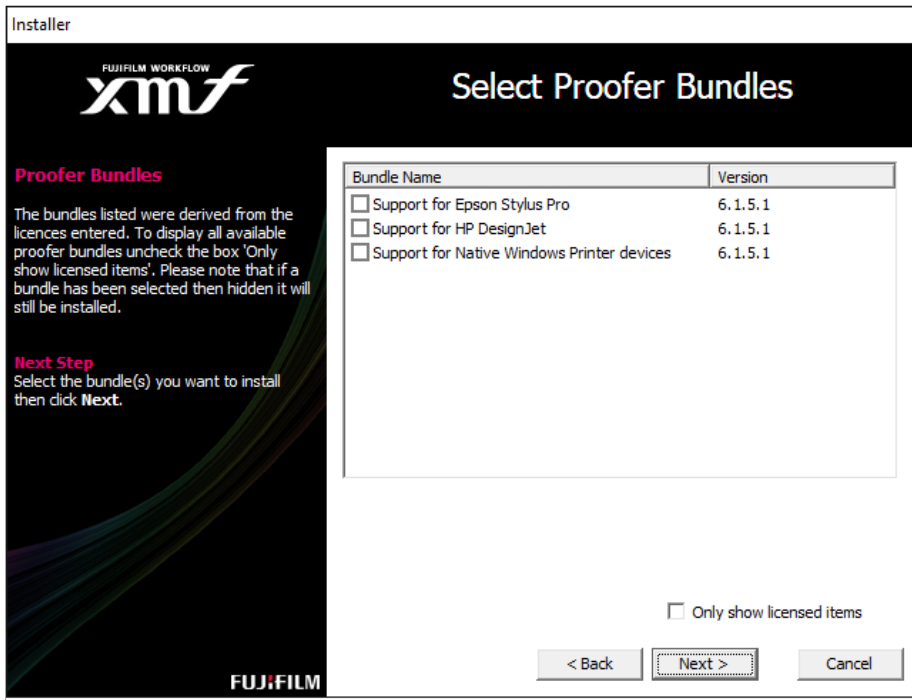 Installer
FUJIFILM WORKFLOW
xmf
Select Proofer Bundles
Proofer Bundles
The bundles listed were derived from the
licences entered. To display all available
proofer bundles uncheck the box 'Only
show licensed items'. Please note that if a
bundle has been selected then hidden it will
still be installed.
Next Step
Select the bundle(s) you want to install
then click Next.
Bundle Name Version
Support for Epson Stylus Pro 6.1.5.1
Support for HP DesignJet 6.1.5.1
Support for Native Windows Printer devices 6.1.5.1
Only show licensed items
< Back Next > Cancel
FUJIFILM